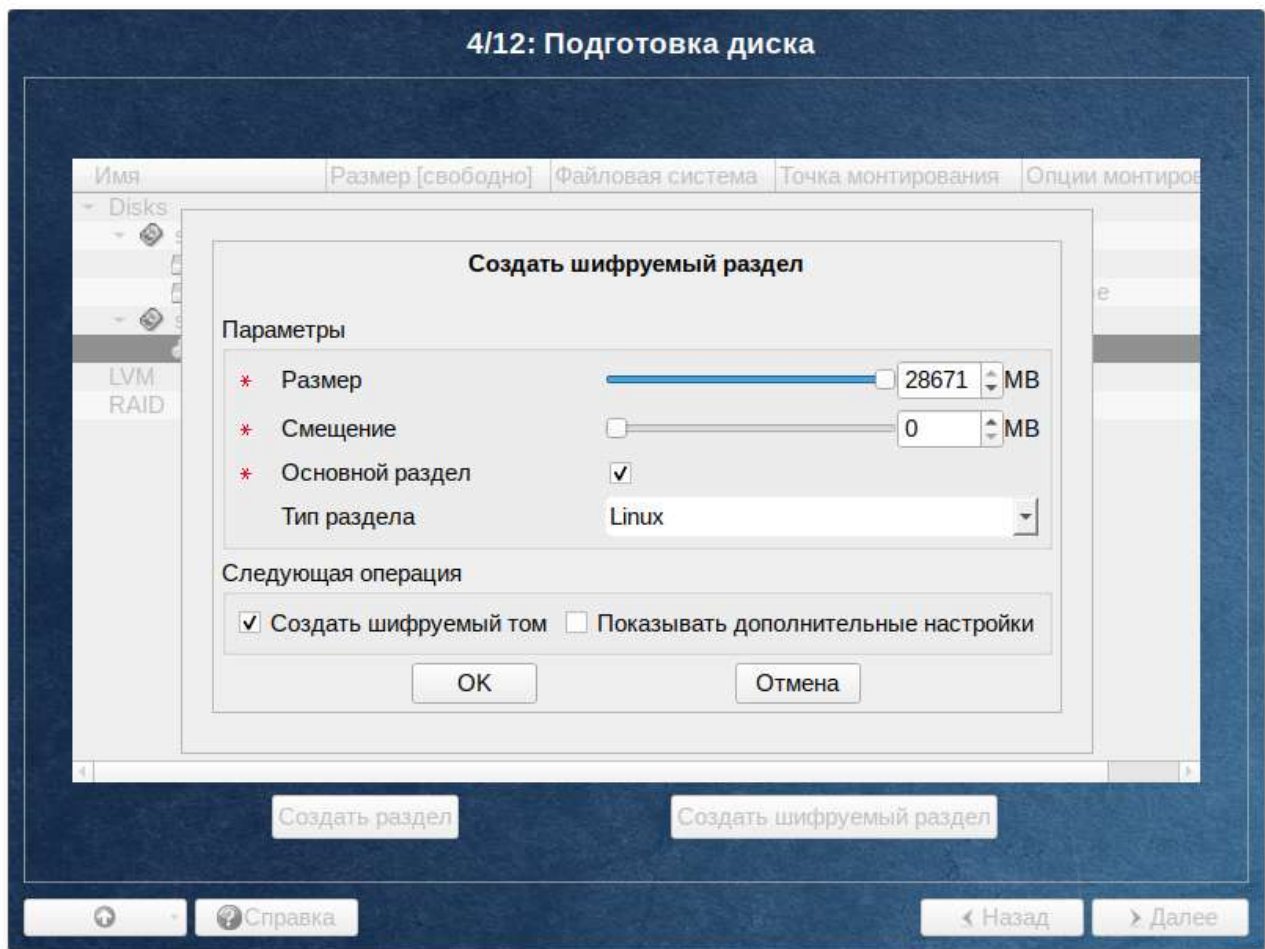 4/12: Подготовка диска
Имя Размер [свободно] Файловая система Точка монтирования Опции монтиров
Disks
s
s
LVM
RAID
e
Создать шифруемый раздел
Параметры
* Размер 28671 MB
* Смещение 0 MB
* Основной раздел
Тип раздела Linux
Следующая операция
Создать шифруемый том Показывать дополнительные настройки
OK Отмена
Создать раздел Создать шифруемый раздел
Справка Назад Далее